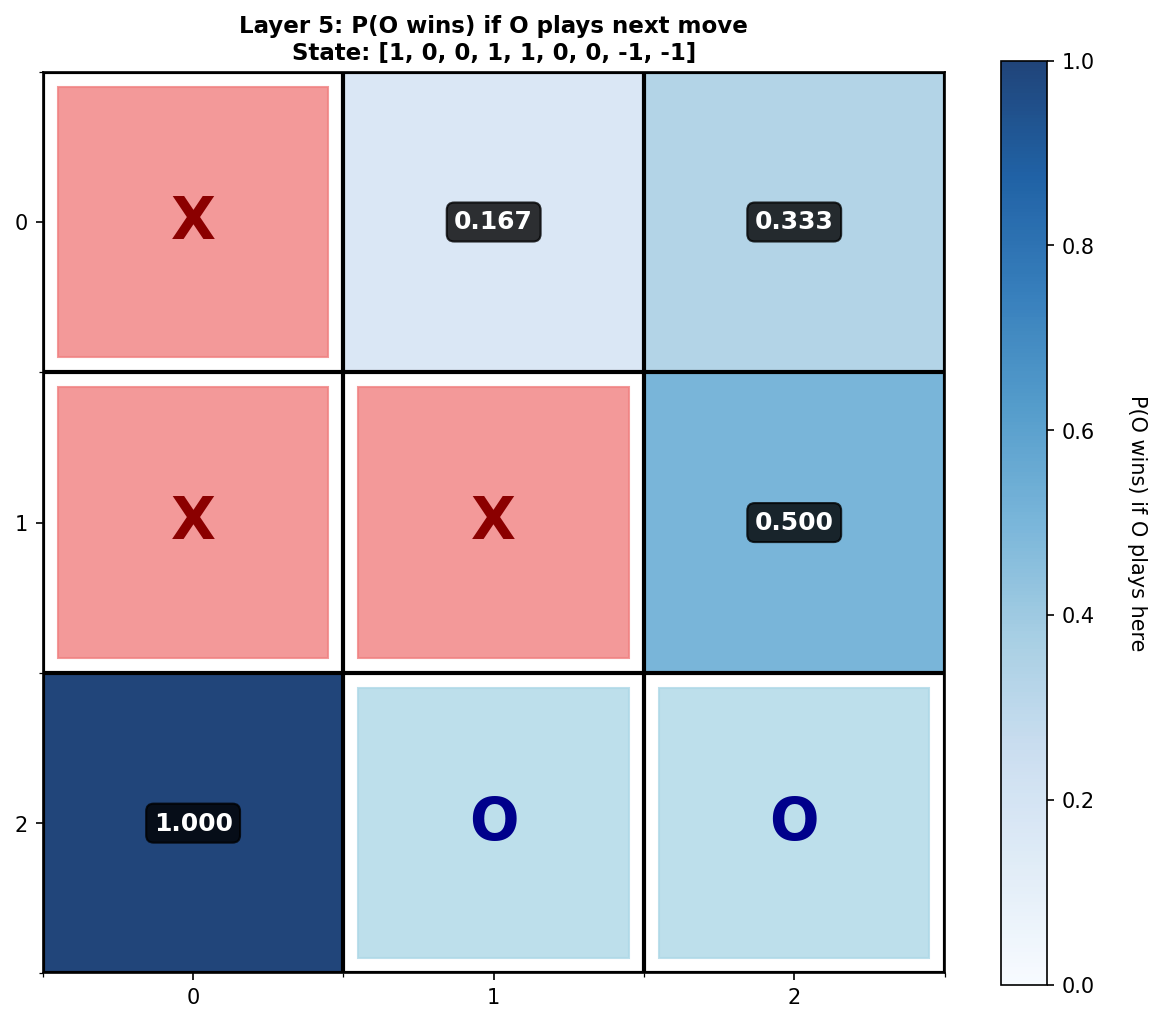 Layer 5: P(O wins) if O plays next move
State: [1, 0, 0, 1, 1, 0, 0, -1, -1]
X
0.167
0.333
X
X
0.500
1.000
O
O
0
1
2
0
1
2
1.0
0.8
0.6
0.4
0.2
0.0
P(O wins) if O plays here